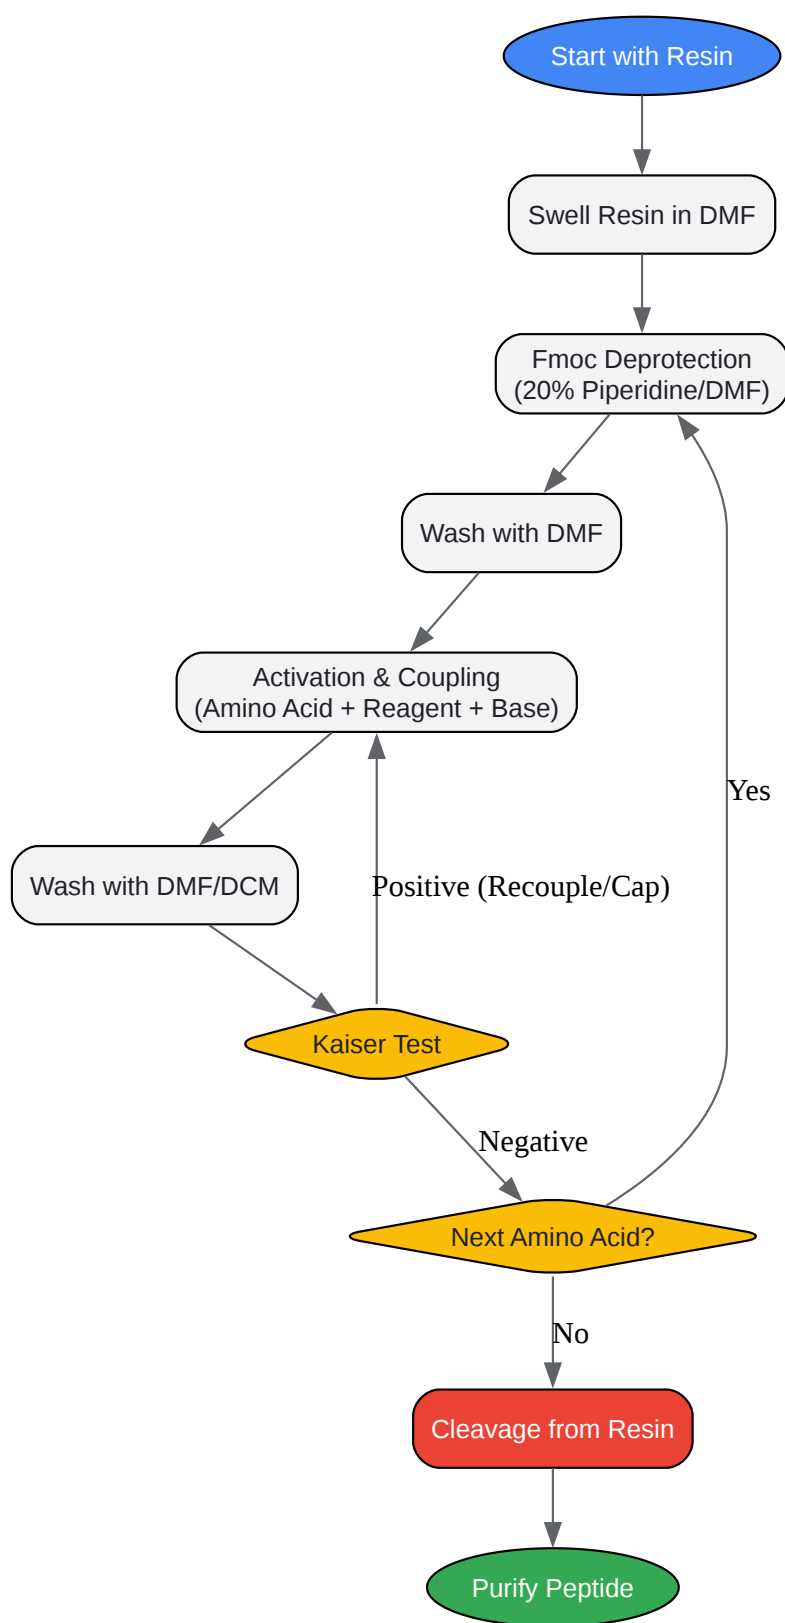 Start with Resin
Swell Resin in DMF
Fmoc Deprotection
(20% Piperidine/DMF)
Wash with DMF
Activation & Coupling
(Amino Acid + Reagent + Base)
Yes
Wash with DMF/DCM
Positive (Recouple/Cap)
Kaiser Test
Negative
Next Amino Acid?
No
Cleavage from Resin
Purify Peptide